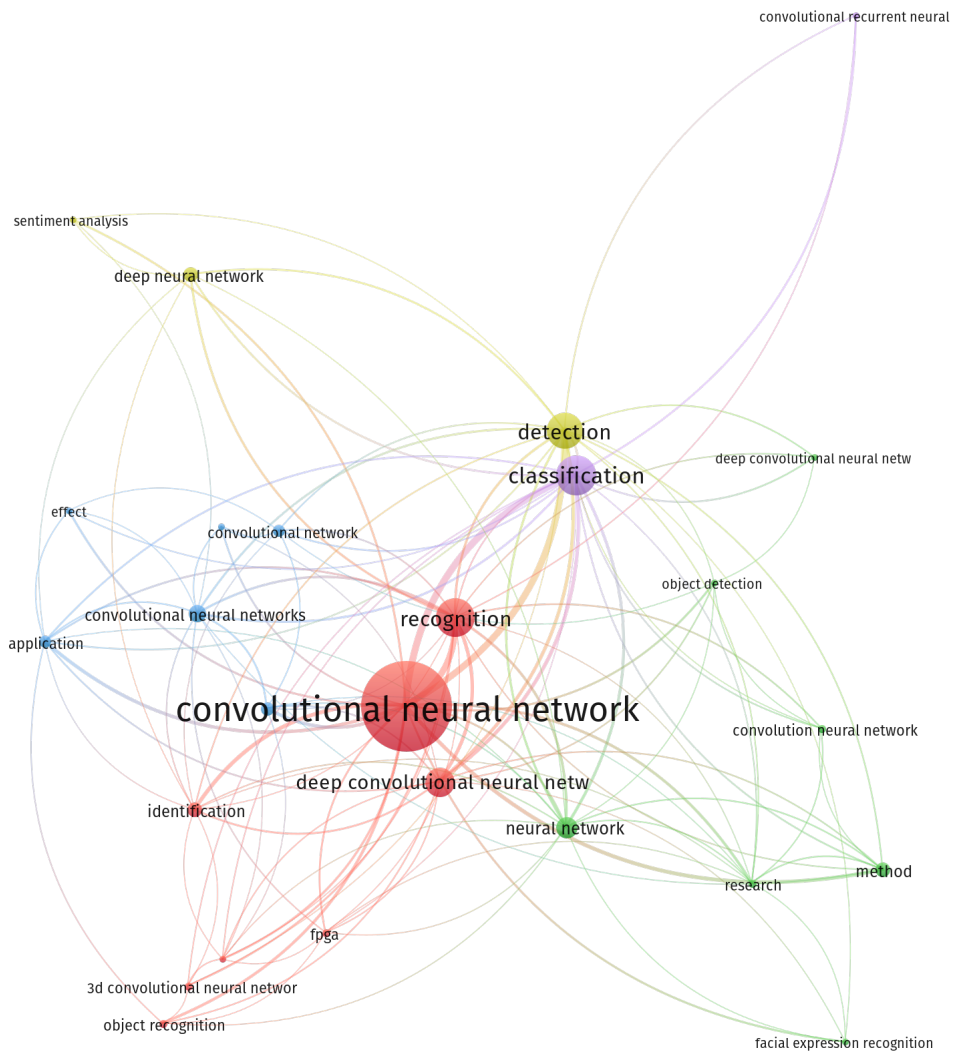 convolutional recurrent neural
sentiment analysis
deep neural network
detection
deep convolutional neural netw
classification
effect
convolutional network
object detection
convolutional neural networks
recognition
application
convolutional neural network
convolution neural network
deep convolutional neural netw
identification
neural network
method
research
fpga
3d convolutional neural networ
object recognition
facial expression recognition